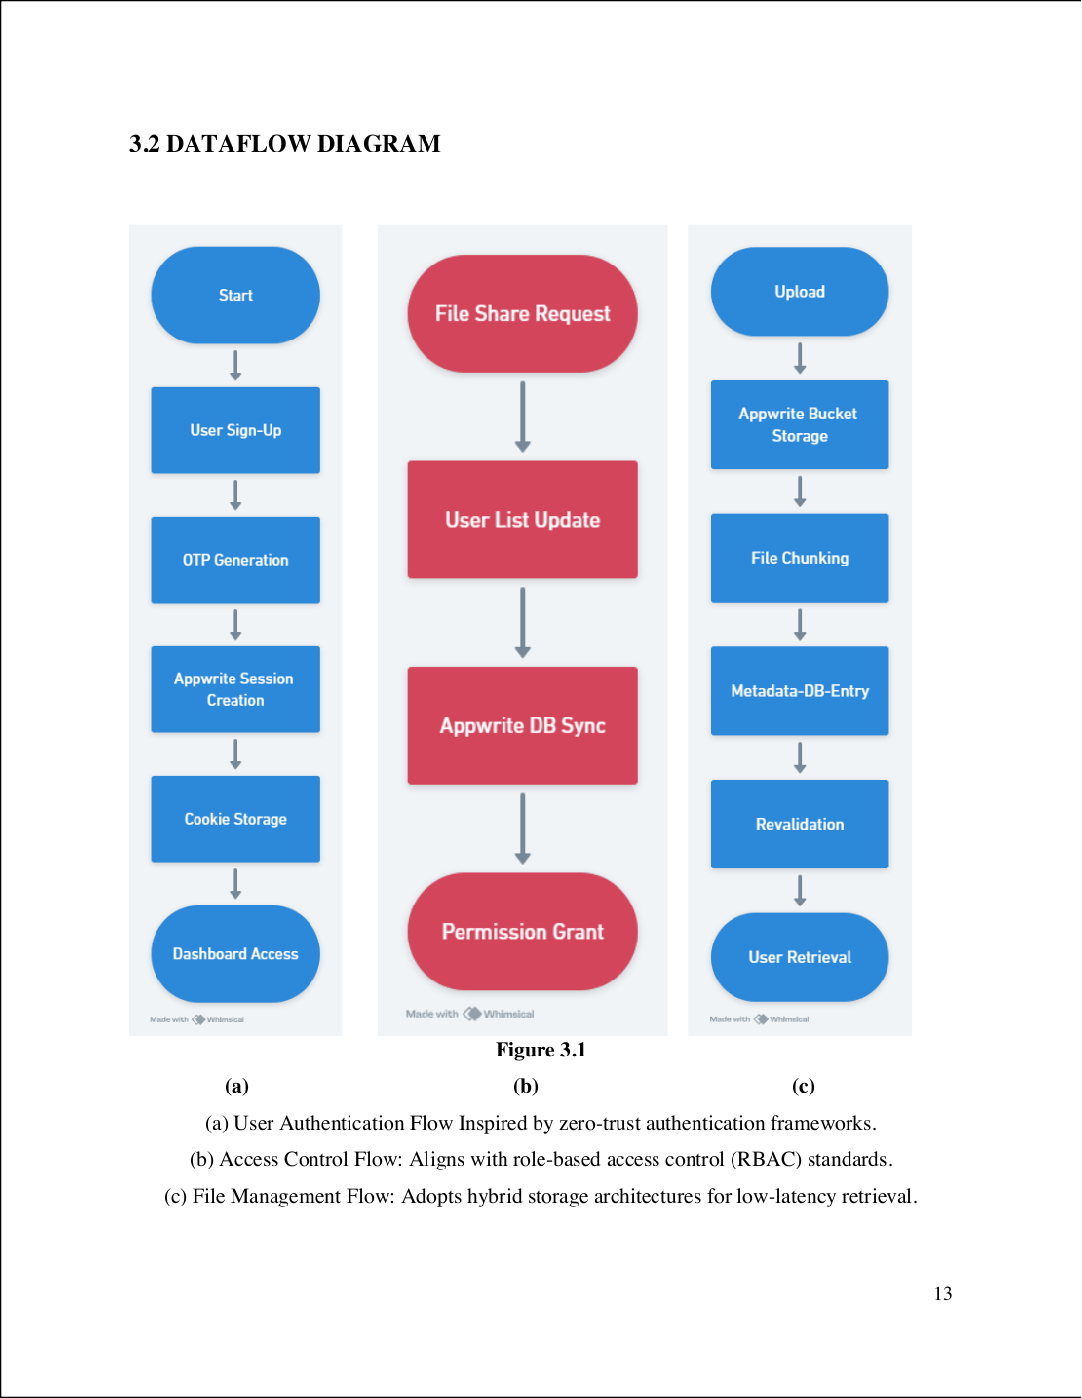 3.2 DATAFLOW DIAGRAM
Start
User Sign-Up
OTP Generation
Appwrite Session
Creation
Cookie Storage
Dashboard Access
Made with Whimsical
File Share Request
User List Update
Appwrite DB Sync
Permission Grant
Made with Whimsical
Upload
Appwrite Bucket
Storage
File Chunking
Metadata-DB-Entry
Revalidation
User Retrieval
Made with Whimsical
Figure 3.1
(a) (b) (c)
(a) User Authentication Flow Inspired by zero-trust authentication frameworks.
(b) Access Control Flow: Aligns with role-based access control (RBAC) standards.
(c) File Management Flow: Adopts hybrid storage architectures for low-latency retrieval.
13